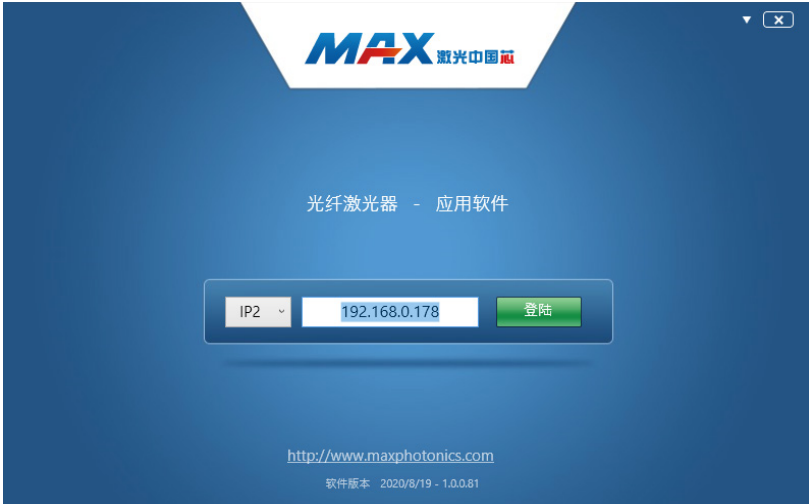 MAX 激光中国芯
光纤激光器 - 应用软件
IP2 192.168.0.178 登陆
http://www.maxphotonics.com
软件版本 2020/8/19 - 1.0.0.81